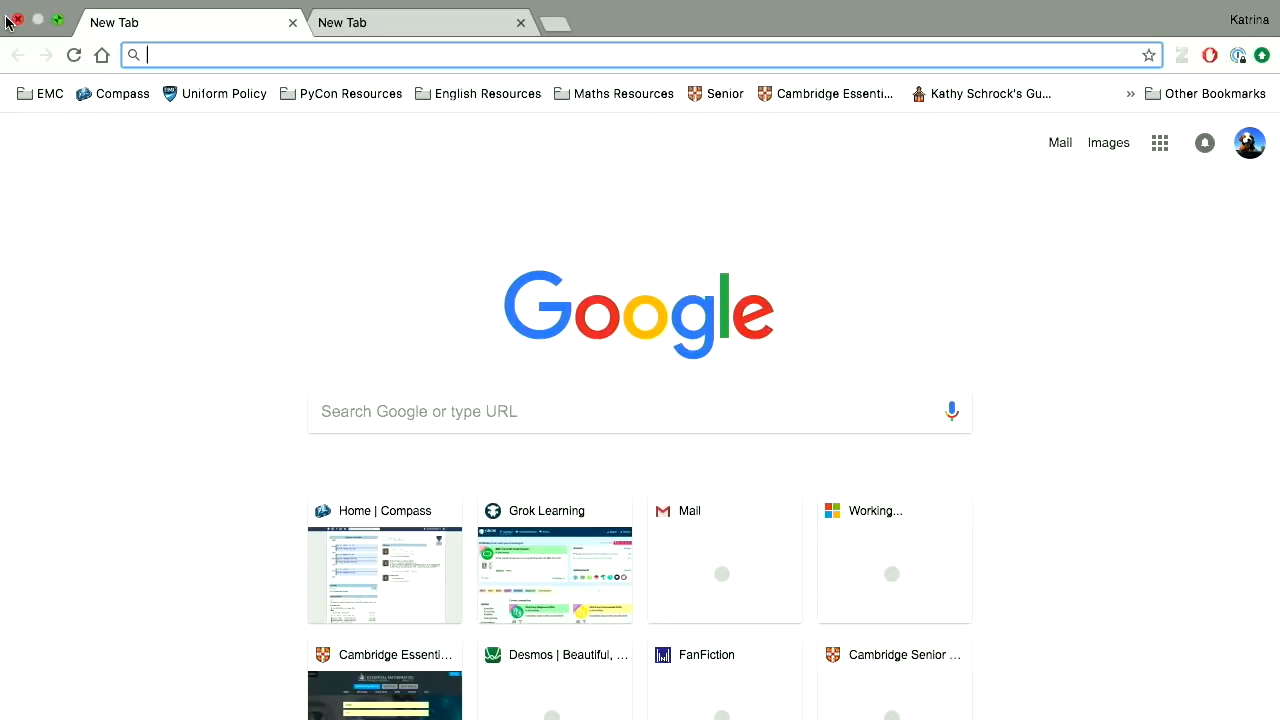 New Tab New Tab Katrina
EMC Compass Uniform Policy PyCon Resources English Resources Maths Resources Senior Cambridge Essenti... Kathy Schrock's Gu... » Other Bookmarks
Mail Images
Google
Search Google or type URL
Home | Compass Grok Learning Mail Working...
Cambridge Essenti... Desmos | Beautiful, ... FanFiction Cambridge Senior ...